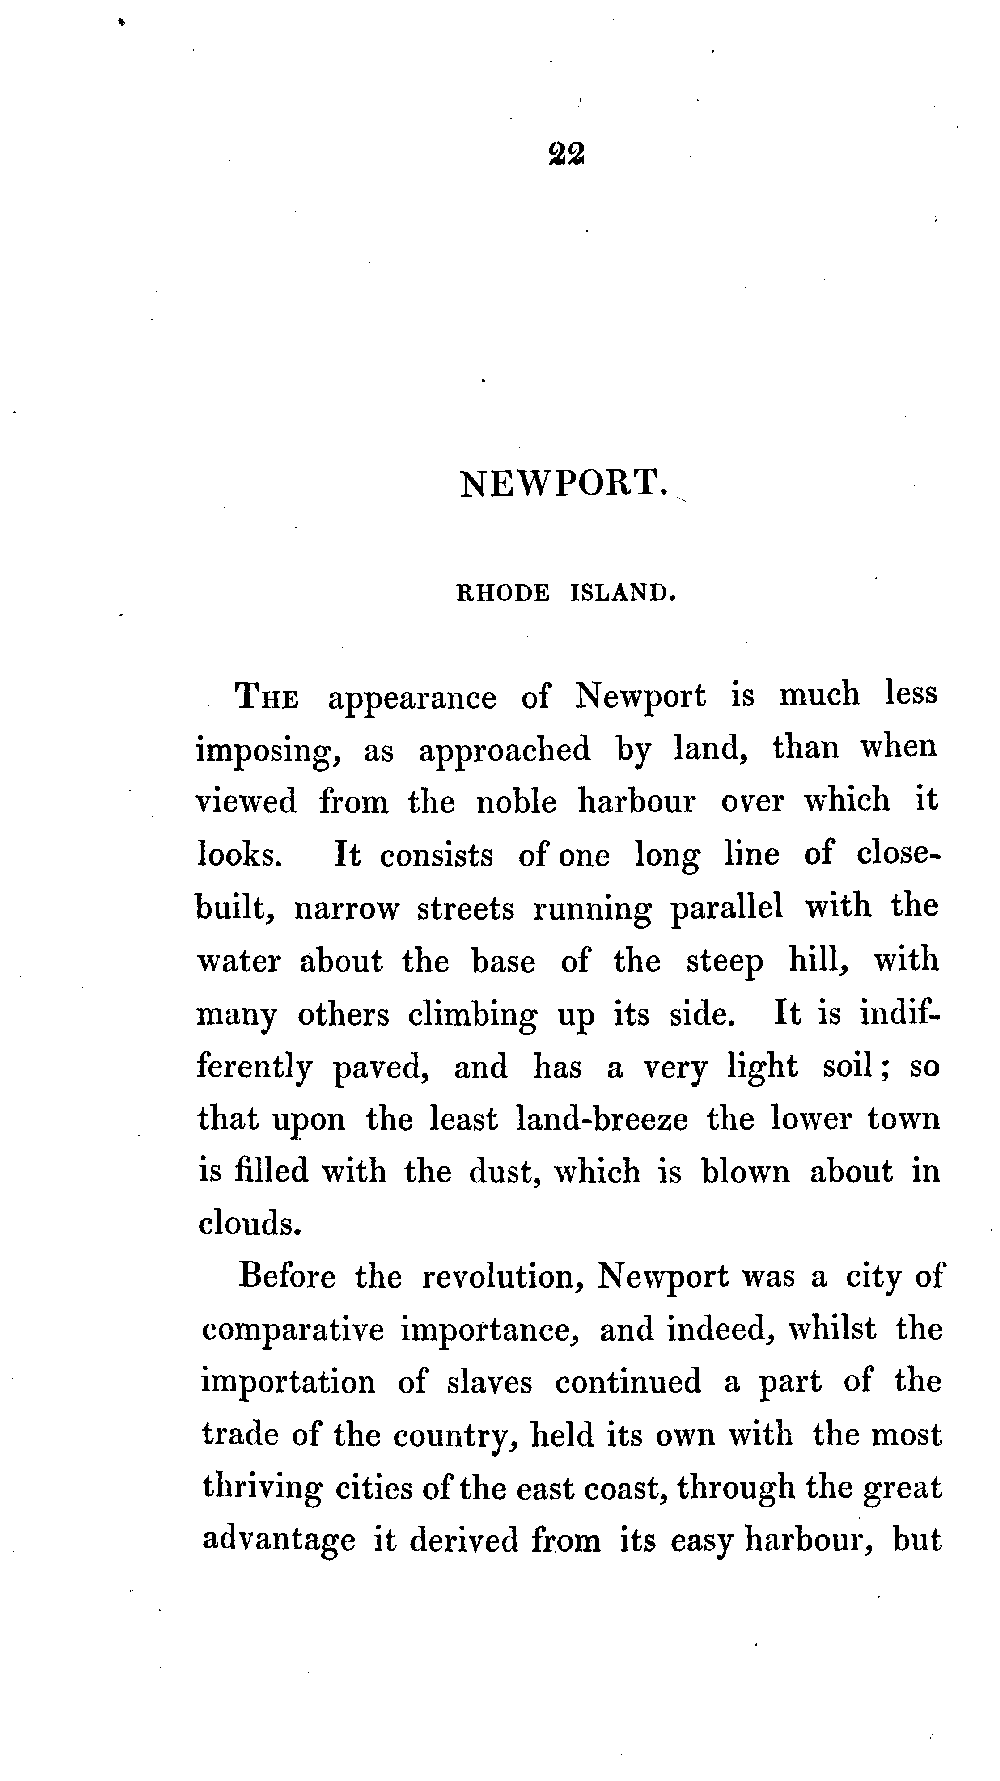 22
NEWPORT.
RHODE ISLAND.
THE appearance of Newport is much less
imposing, as approached by land, than when
viewed from the noble harbour over which it
looks. It consists of one long line of close-
built, narrow streets running parallel with the
water about the base of the steep hill, with
many others climbing up its side. It is indif-
ferently paved, and has a very light soil; so
that upon the least land-breeze the lower town
is filled with the dust, which is blown about in
clouds.
Before the revolution, Newport was a city of
comparative importance, and indeed, whilst the
importation of slaves continued a part of the
trade of the country, held its own with the most
thriving cities of the east coast, through the great
advantage it derived from its easy harbour, but